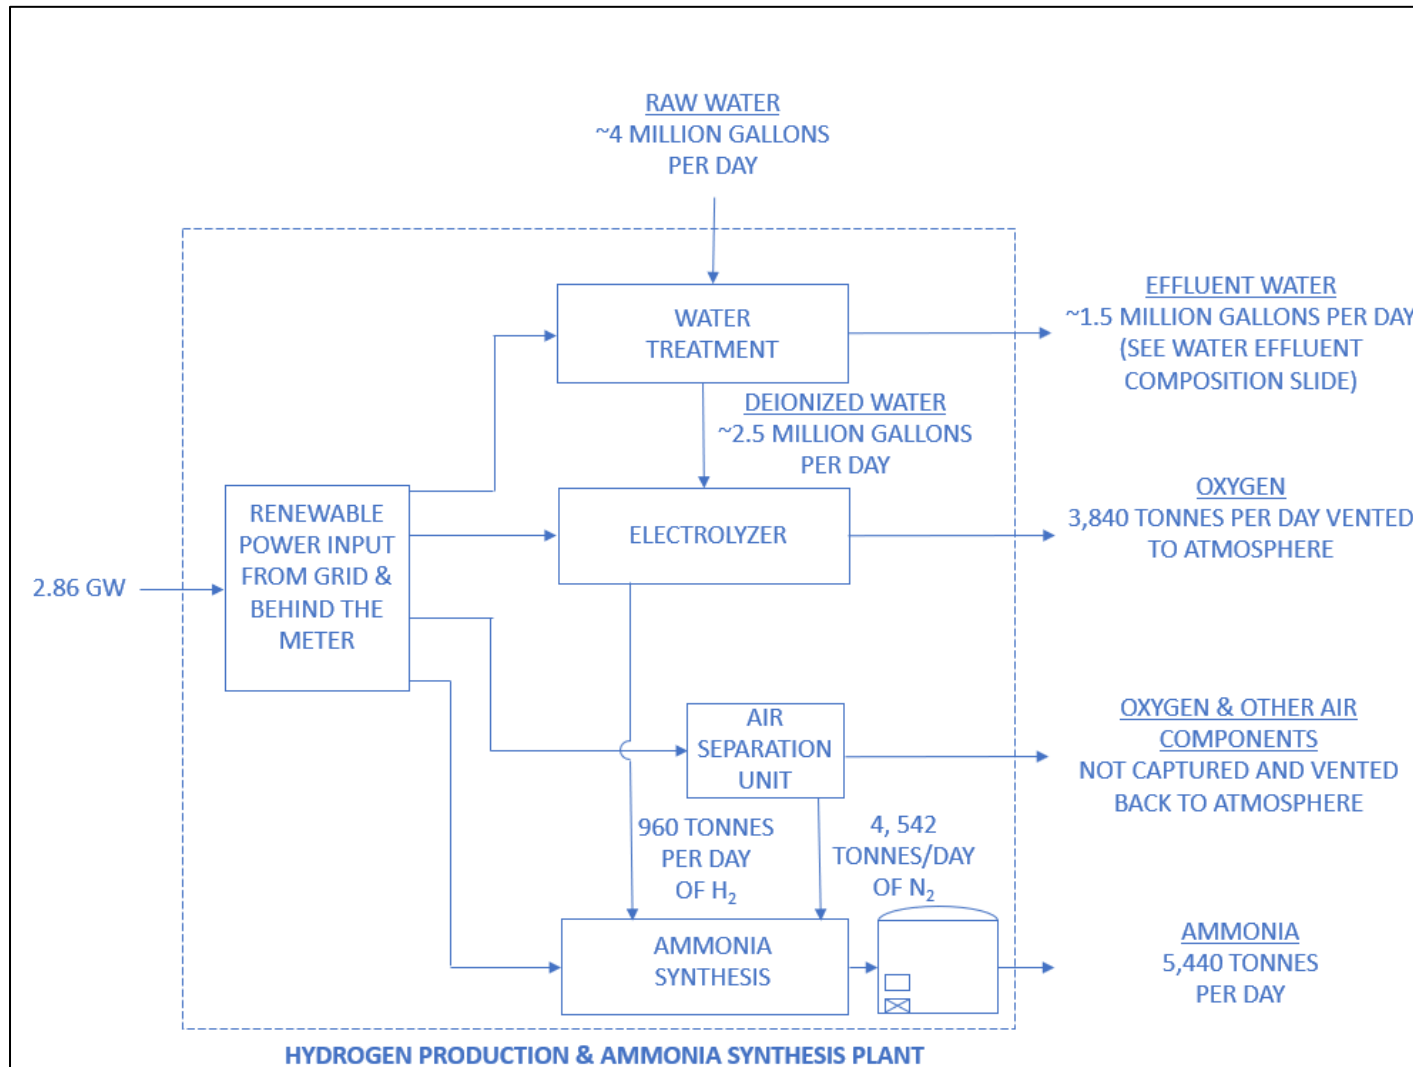 RAW WATER
~4 MILLION GALLONS
PER DAY
WATER
TREATMENT
EFFLUENT WATER
~1.5 MILLION GALLONS PER DAY
(SEE WATER EFFLUENT
COMPOSITION SLIDE)
DEIONIZED WATER
~2.5 MILLION GALLONS
PER DAY
2.86 GW
RENEWABLE
POWER INPUT
FROM GRID &
BEHIND THE
METER
ELECTROLYZER
OXYGEN
3,840 TONNES PER DAY VENTED
TO ATMOSPHERE
AIR
SEPARATION
UNIT
OXYGEN & OTHER AIR
COMPONENTS
NOT CAPTURED AND VENTED
BACK TO ATMOSPHERE
960 TONNES
PER DAY
OF H₂
4, 542
TONNES/DAY
OF N₂
AMMONIA
SYNTHESIS
AMMONIA
5,440 TONNES
PER DAY
HYDROGEN PRODUCTION & AMMONIA SYNTHESIS PLANT